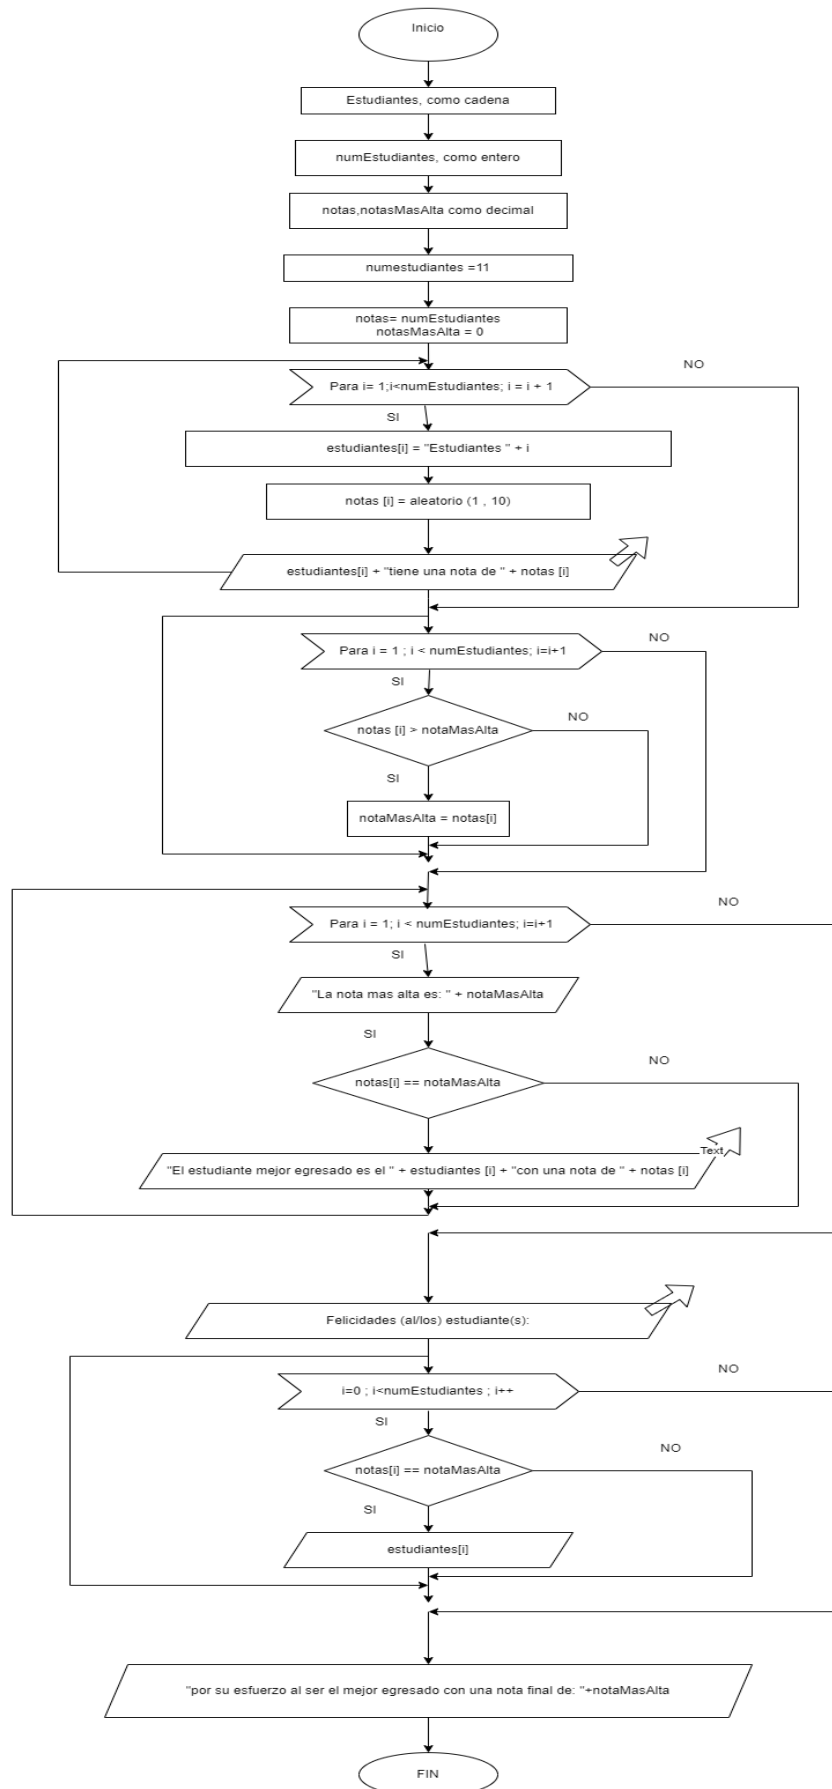 Inicio
Estudiantes, como cadena
numEstudiantes, como entero
notas,notasMasAlta como decimal
numestudiantes =11
notas= numEstudiantes
notasMasAlta = 0
NO
Para i= 1;i<numEstudiantes; i = i + 1
SI
estudiantes[i] = "Estudiantes " + i
notas [i] = aleatorio (1 , 10)
estudiantes[i] + "tiene una nota de " + notas [i]
NO
Para i = 1 ; i < numEstudiantes; i=i+1
SI
NO
notas [i] > notaMasAlta
SI
notaMasAlta = notas[i]
NO
Para i = 1; i < numEstudiantes; i=i+1
SI
"La nota mas alta es: " + notaMasAlta
SI
NO
notas[i] == notaMasAlta
Text
"El estudiante mejor egresado es el " + estudiantes [i] + "con una nota de " + notas [i]
Felicidades (al/los) estudiante(s):
NO
i=0 ; i<numEstudiantes ; i++
SI
NO
notas[i] == notaMasAlta
SI
estudiantes[i]
"por su esfuerzo al ser el mejor egresado con una nota final de: "+notaMasAlta
FIN